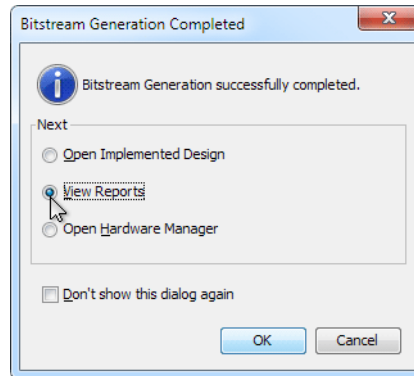 Bitstream Generation Completed
Bitstream Generation successfully completed.
Next
Open Implemented Design
View Reports
Open Hardware Manager
Don't show this dialog again
OK
Cancel